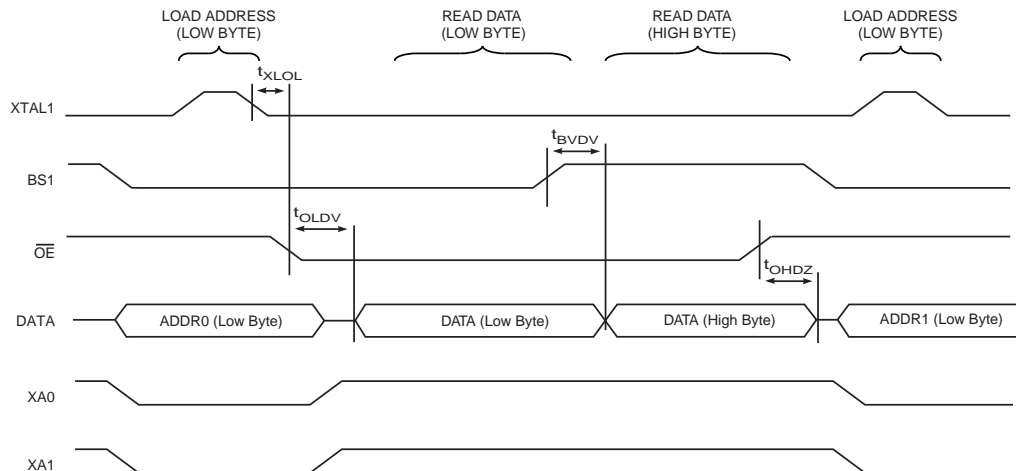 LOAD ADDRESS
(LOW BYTE)
READ DATA
(LOW BYTE)
READ DATA
(HIGH BYTE)
LOAD ADDRESS
(LOW BYTE)
tXLOL
XTAL1
tBVDV
BS1
tOLDV
OE
tOHDZ
DATA
ADDR0 (Low Byte)
DATA (Low Byte)
DATA (High Byte)
ADDR1 (Low Byte)
XA0
XA1